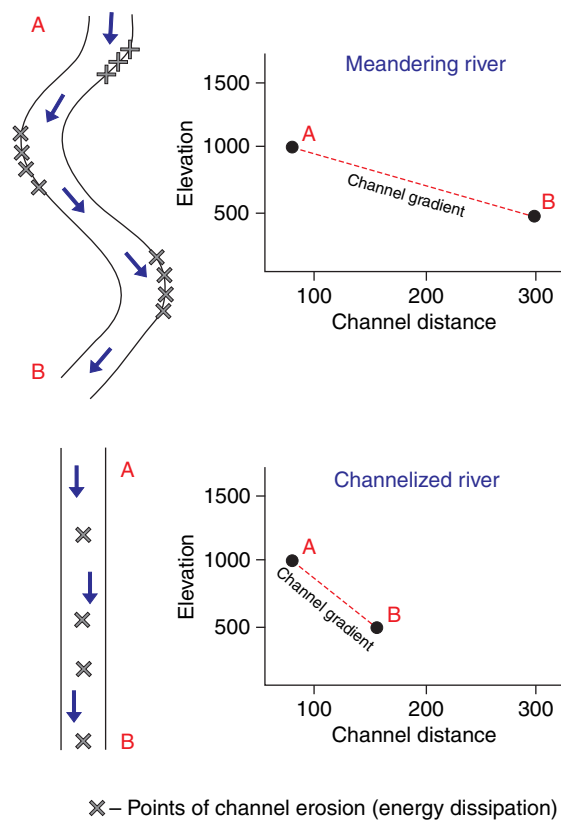 A
B
Meandering river
Elevation
1500
1000
500
A
Channel gradient
B
100 200 300
Channel distance
A
B
Channelized river
Elevation
1500
1000
500
A
Channel gradient
B
100 200 300
Channel distance
– Points of channel erosion (energy dissipation)